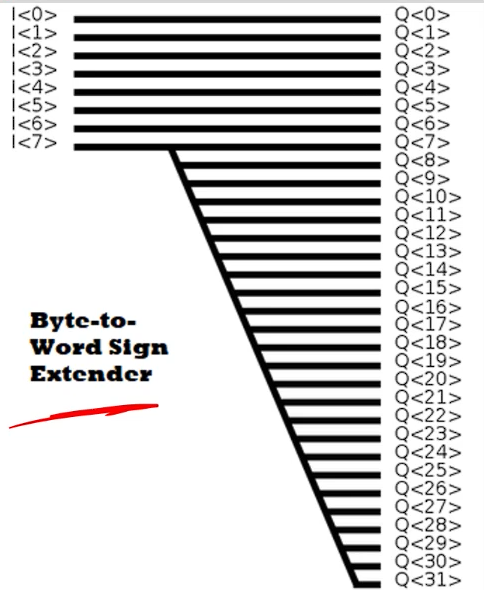 I<0> Q<0>
I<1> Q<1>
I<2> Q<2>
I<3> Q<3>
I<4> Q<4>
I<5> Q<5>
I<6> Q<6>
I<7> Q<7>
Q<8>
Q<9>
Q<10>
Q<11>
Q<12>
Q<13>
Q<14>
Q<15>
Q<16>
Q<17>
Q<18>
Q<19>
Q<20>
Q<21>
Q<22>
Q<23>
Q<24>
Q<25>
Q<26>
Q<27>
Q<28>
Q<29>
Q<30>
Q<31>
Byte-to-
Word Sign
Extender